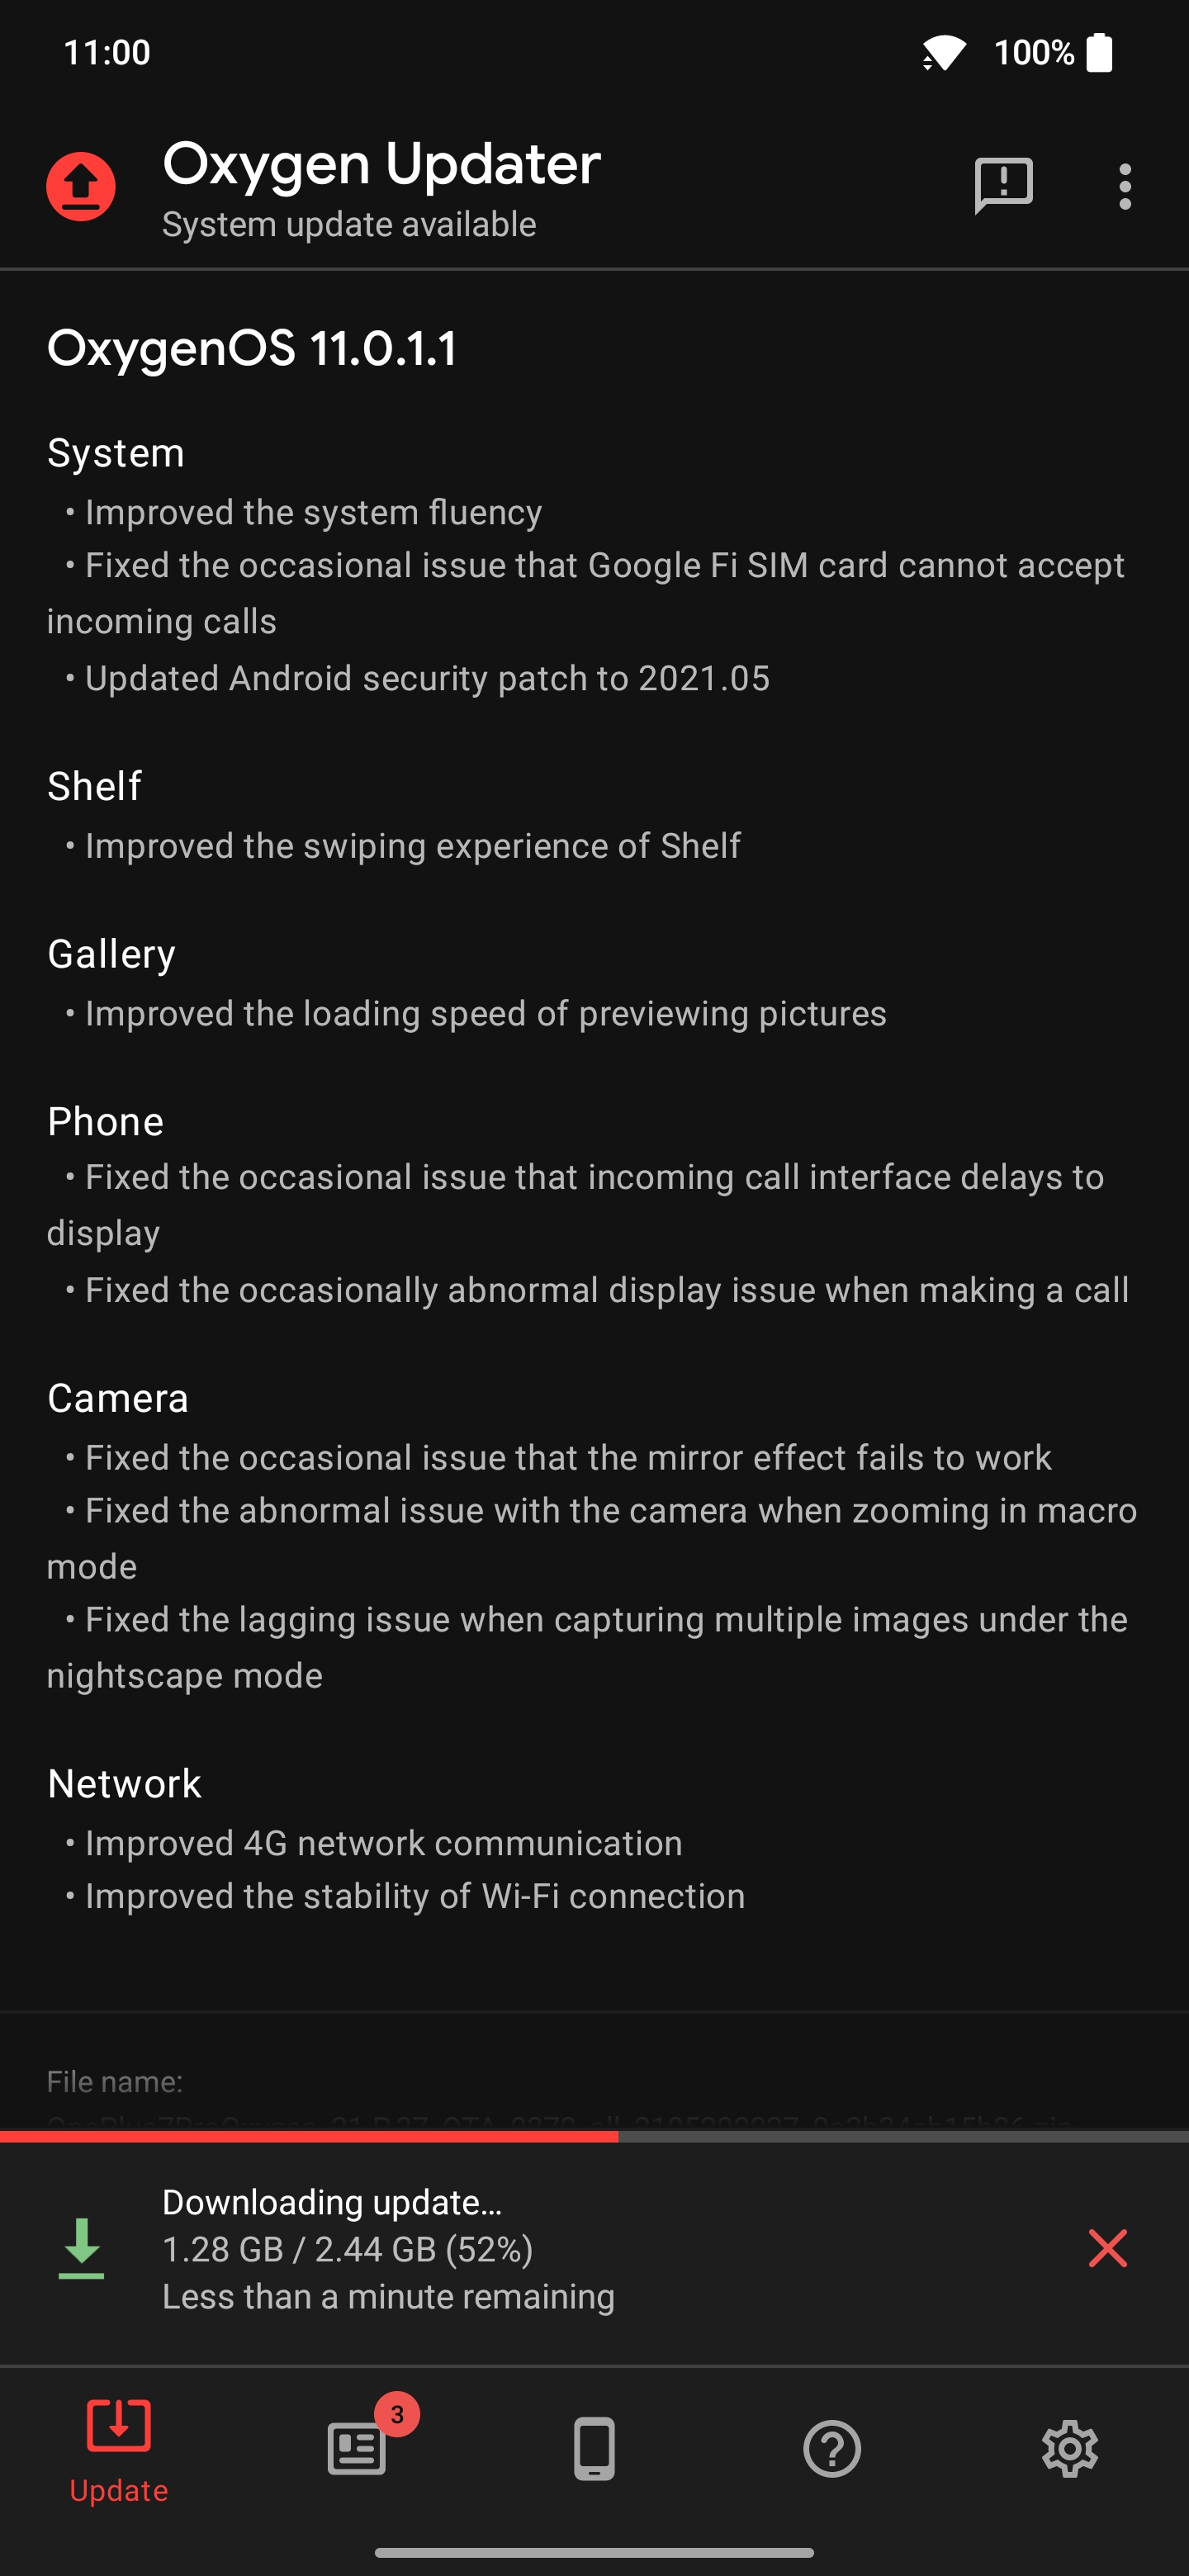 11:00
100%
Oxygen Updater
System update available
OxygenOS 11.0.1.1
System
• Improved the system fluency
• Fixed the occasional issue that Google Fi SIM card cannot accept
incoming calls
• Updated Android security patch to 2021.05
Shelf
• Improved the swiping experience of Shelf
Gallery
• Improved the loading speed of previewing pictures
Phone
• Fixed the occasional issue that incoming call interface delays to
display
• Fixed the occasionally abnormal display issue when making a call
Camera
• Fixed the occasional issue that the mirror effect fails to work
• Fixed the abnormal issue with the camera when zooming in macro
mode
• Fixed the lagging issue when capturing multiple images under the
nightscape mode
Network
• Improved 4G network communication
• Improved the stability of Wi-Fi connection
File name:
Downloading update…
1.28 GB / 2.44 GB (52%)
Less than a minute remaining
3
Update